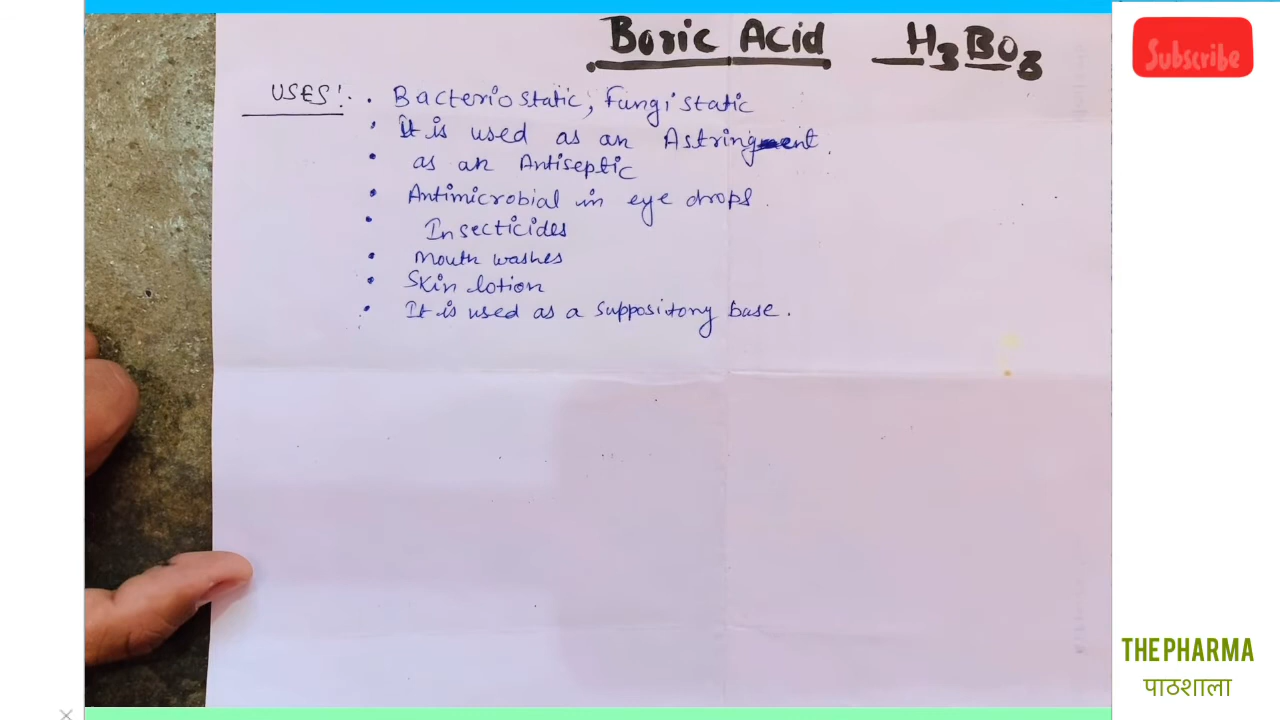 Boric Acid H3BO3
USES:. Bacteriostatic, Fungistatic
• It is used as an Astringent.
• as an Antiseptic
• Antimicrobial in eye drops.
• Insecticides
• Mouth washes
• Skin lotion
• It is used as a suppository base.
Subscribe
THE PHARMA
पाठशाला